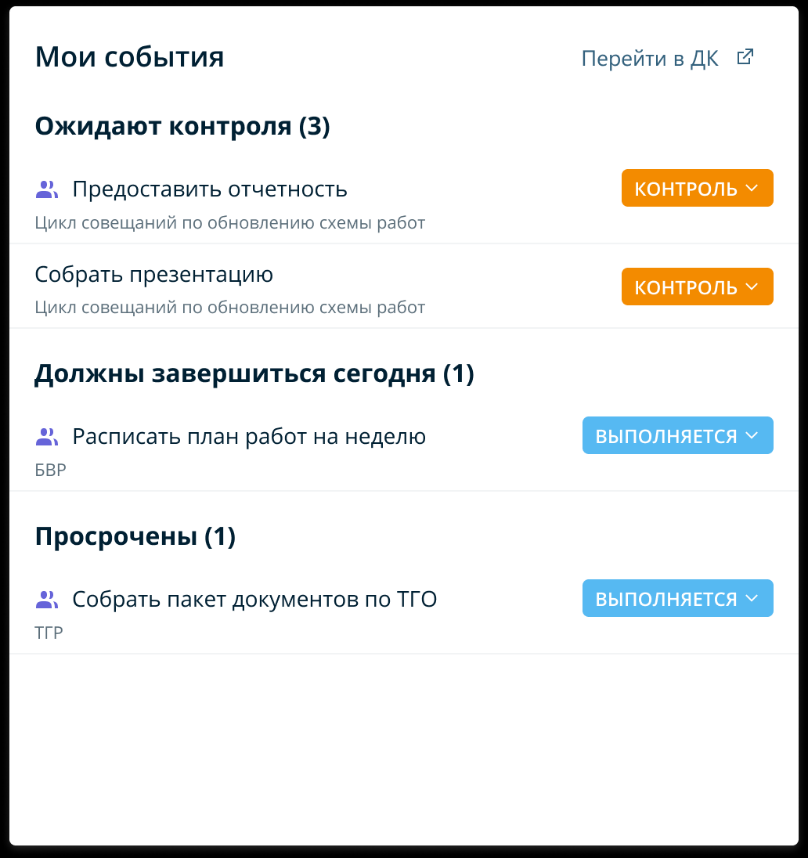 Мои события
Перейти в ДК
Ожидают контроля (3)
Предоставить отчетность
КОНТРОЛЬ
Цикл совещаний по обновлению схемы работ
Собрать презентацию
КОНТРОЛЬ
Цикл совещаний по обновлению схемы работ
Должны завершиться сегодня (1)
Расписать план работ на неделю
ВЫПОЛНЯЕТСЯ
БВР
Просрочены (1)
Собрать пакет документов по ТГО
ВЫПОЛНЯЕТСЯ
ТГР